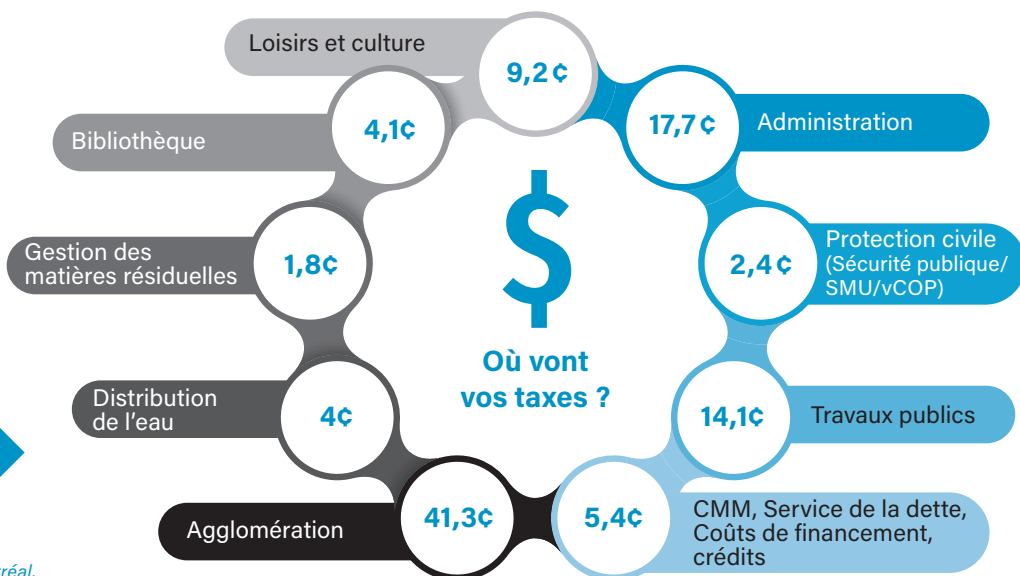 Loisirs et culture
9,2 ¢
Administration
17,7 ¢
Protection civile
(Sécurité publique/
SMU/vCOP)
2,4 ¢
Travaux publics
14,1¢
CMM, Service de la dette,
Coûts de financement,
crédits
5,4¢
Agglomération
41,3¢
Distribution
de l'eau
4¢
Gestion des
matières résiduelles
1,8¢
Bibliothèque
4,1¢
$
Où vont
vos taxes ?